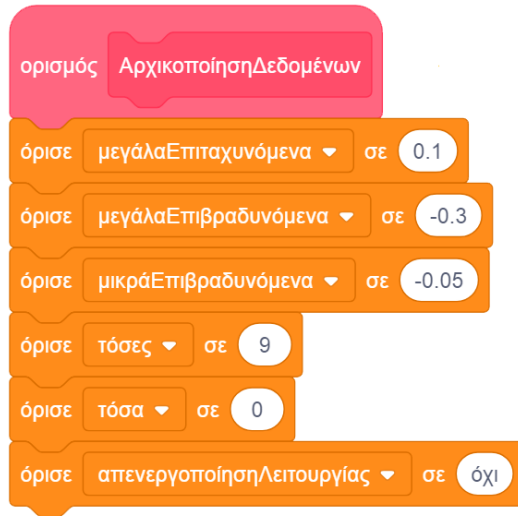 ορισμός ΑρχικοποίησηΔεδομένων
όρισε μεγάλαΕπιταχυνόμενα σε 0.1
όρισε μεγάλαΕπιβραδυνόμενα σε -0.3
όρισε μικράΕπιβραδυνόμενα σε -0.05
όρισε τόσες σε 9
όρισε τόσα σε 0
όρισε απενεργοποίησηΛειτουργίας σε όχι